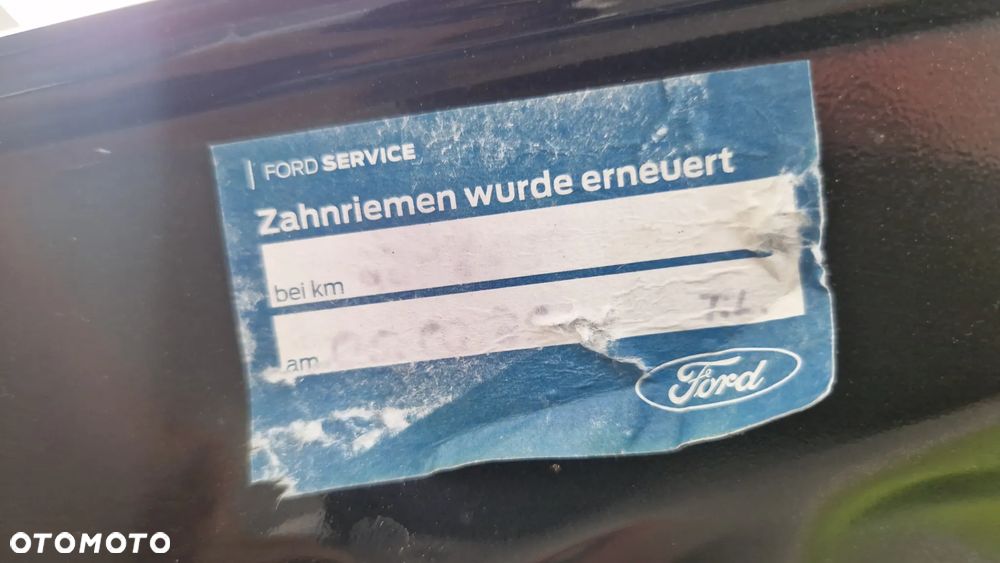 FORD SERVICE
Zahnriemen wurde erneuert
bei km
am
Ford
OTOMOTO